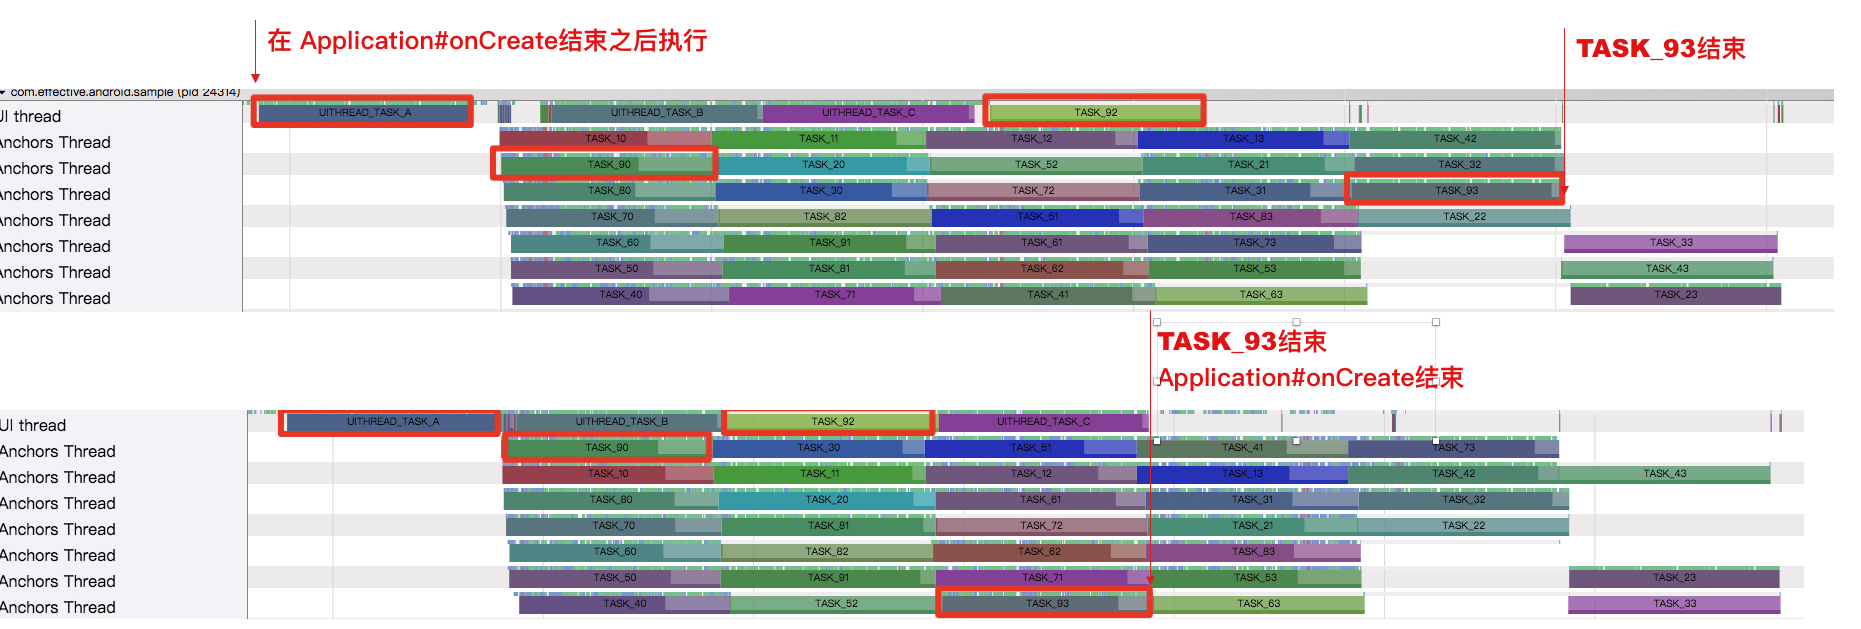 在 Application#onCreate结束之后执行
TASK_93结束
com.effective.android.sample (pid 24314)
UI thread UITHREAD_TASK_A UITHREAD_TASK_B UITHREAD_TASK_C TASK_92
Anchors Thread TASK_10 TASK_11 TASK_12 TASK_13 TASK_42
Anchors Thread TASK_90 TASK_20 TASK_52 TASK_21 TASK_32
Anchors Thread TASK_80 TASK_30 TASK_72 TASK_31 TASK_93
Anchors Thread TASK_70 TASK_82 TASK_51 TASK_83 TASK_22
Anchors Thread TASK_60 TASK_91 TASK_61 TASK_73 TASK_33
Anchors Thread TASK_50 TASK_81 TASK_62 TASK_53 TASK_43
Anchors Thread TASK_40 TASK_71 TASK_41 TASK_63 TASK_23
TASK_93结束
Application#onCreate结束
UI thread UITHREAD_TASK_A UITHREAD_TASK_B TASK_92 UITHREAD_TASK_C
Anchors Thread TASK_90 TASK_30 TASK_51 TASK_41 TASK_73
Anchors Thread TASK_10 TASK_11 TASK_12 TASK_13 TASK_42 TASK_43
Anchors Thread TASK_80 TASK_20 TASK_61 TASK_31 TASK_32
Anchors Thread TASK_70 TASK_81 TASK_72 TASK_21 TASK_22
Anchors Thread TASK_60 TASK_82 TASK_62 TASK_83
Anchors Thread TASK_50 TASK_91 TASK_71 TASK_53 TASK_23
Anchors Thread TASK_40 TASK_52 TASK_93 TASK_63 TASK_33